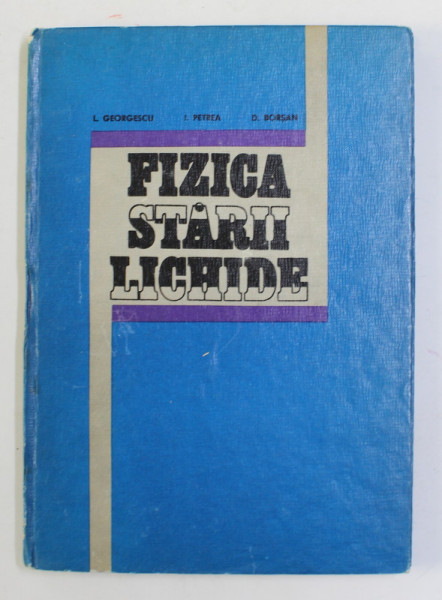 L. GEORGESCU I. PETREA D. BORȘAN
FIZICA
STĂRII
LICHIDE